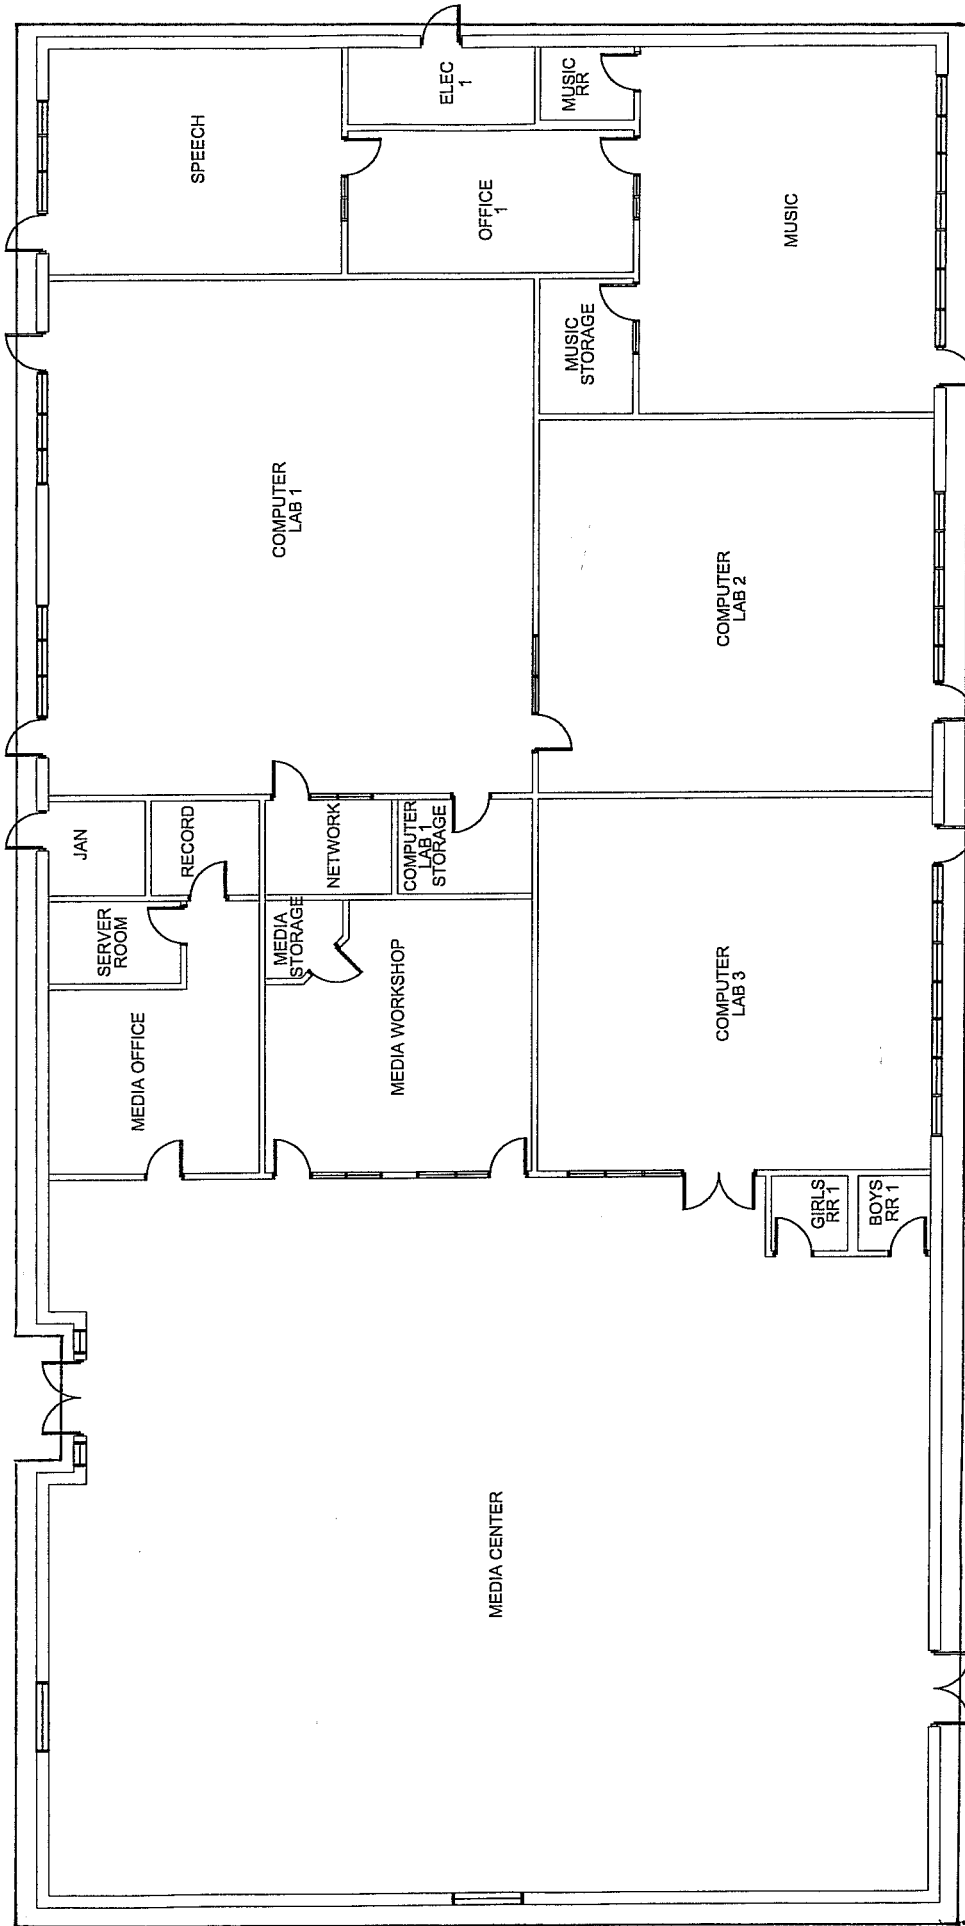 MEDIA CENTER
MEDIA OFFICE
SERVER
ROOM
JAN
RECORD
MEDIA
STORAGE
NETWORK
MEDIA WORKSHOP
COMPUTER
LAB 1
STORAGE
COMPUTER
LAB 1
SPEECH
ELEC
1
OFFICE
1
MUSIC
RR
MUSIC
STORAGE
MUSIC
COMPUTER
LAB 2
COMPUTER
LAB 3
GIRLS
RR 1
BOYS
RR 1